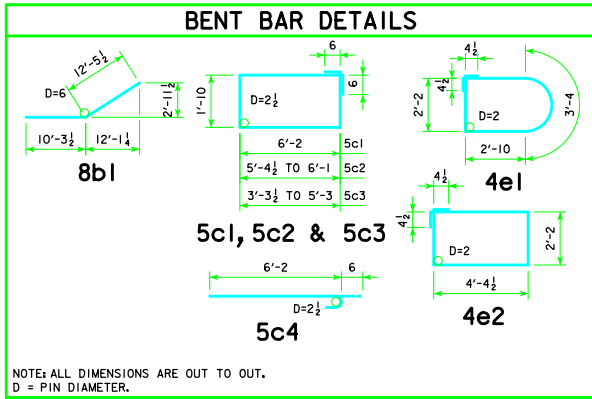 BENT BAR DETAILS
12'-5½
D=6
2'-11½
10'-3½
12'-1¼
8b1
6
6
1'-10
D=2½
6'-2 5c1
5'-4½ TO 6'-1 5c2
3'-3½ TO 5'-3 5c3
5c1, 5c2 & 5c3
6'-2
6
D=2½
5c4
4½
4½
2'-2
D=2
3'-4
2'-10
4e1
4½
4½
D=2
2'-2
4'-4½
4e2
NOTE: ALL DIMENSIONS ARE OUT TO OUT.
D = PIN DIAMETER.